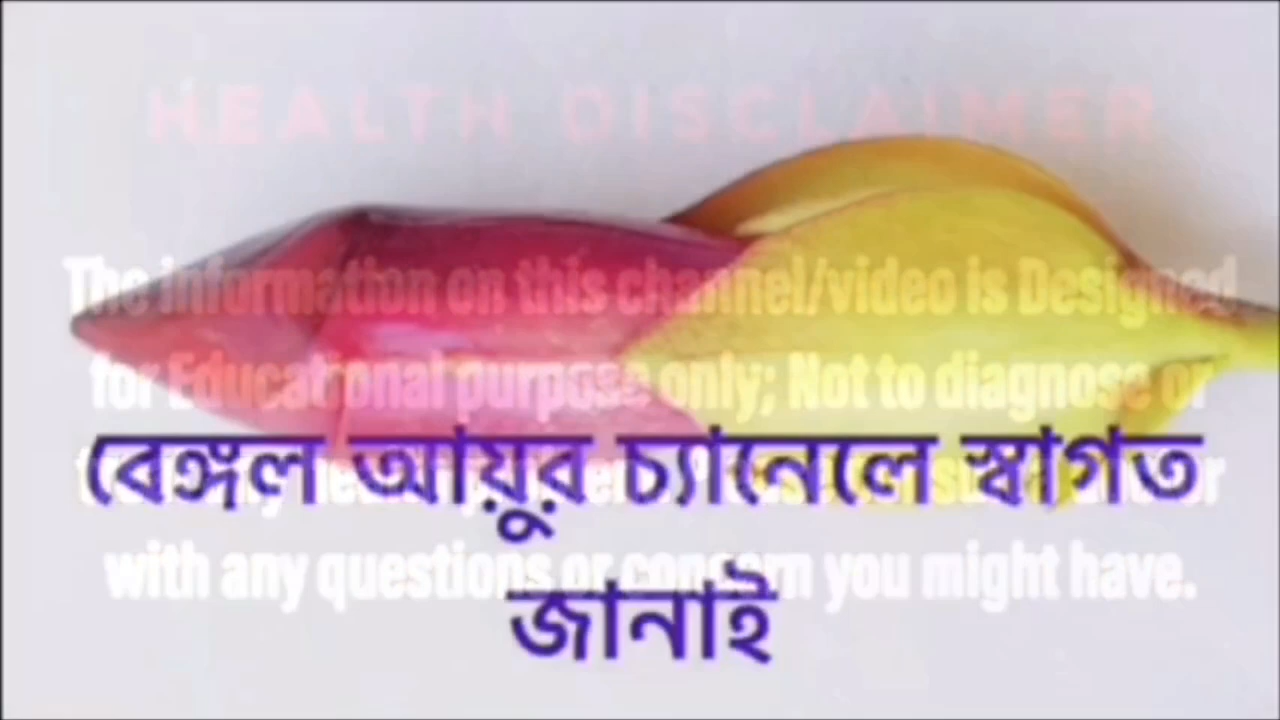 HEALTH DISCLAIMER
The information on this channel/video is Designed
for Educational purpose only; Not to diagnose or
বেঙ্গল আয়ুর চ্যানেলে স্বাগত
with any questions or concern you might have.
জানাই